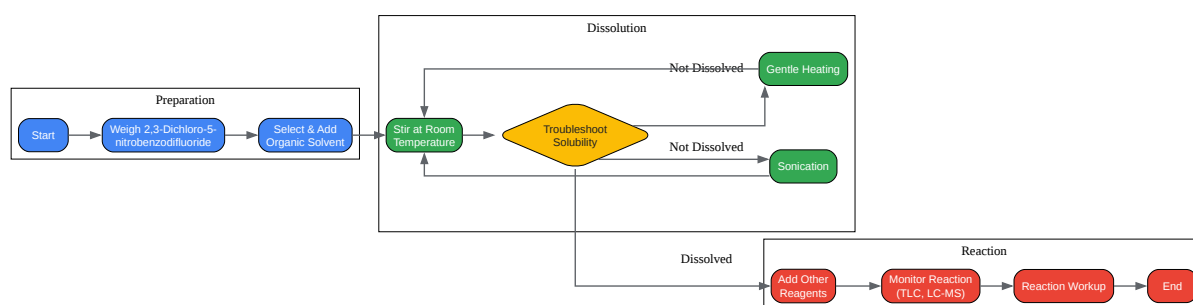 Dissolution
Not Dissolved
Gentle Heating
Preparation
Start
Weigh 2,3-Dichloro-5-
nitrobenzodifluoride
Select & Add
Organic Solvent
Stir at Room
Temperature
Troubleshoot
Solubility
Not Dissolved
Sonication
Dissolved
Reaction
Add Other
Reagents
Monitor Reaction
(TLC, LC-MS)
Reaction Workup
End